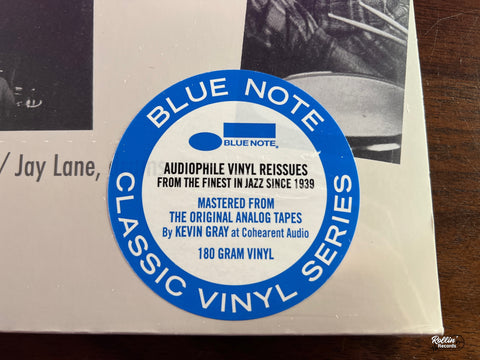 / Jay Lane,
BLUE NOTE
BLUE NOTE®
AUDIOPHILE VINYL REISSUES
FROM THE FINEST IN JAZZ SINCE 1939
MASTERED FROM
THE ORIGINAL ANALOG TAPES
By KEVIN GRAY at Cohearent Audio
180 GRAM VINYL
CLASSIC VINYL SERIES
Rollin'
Records